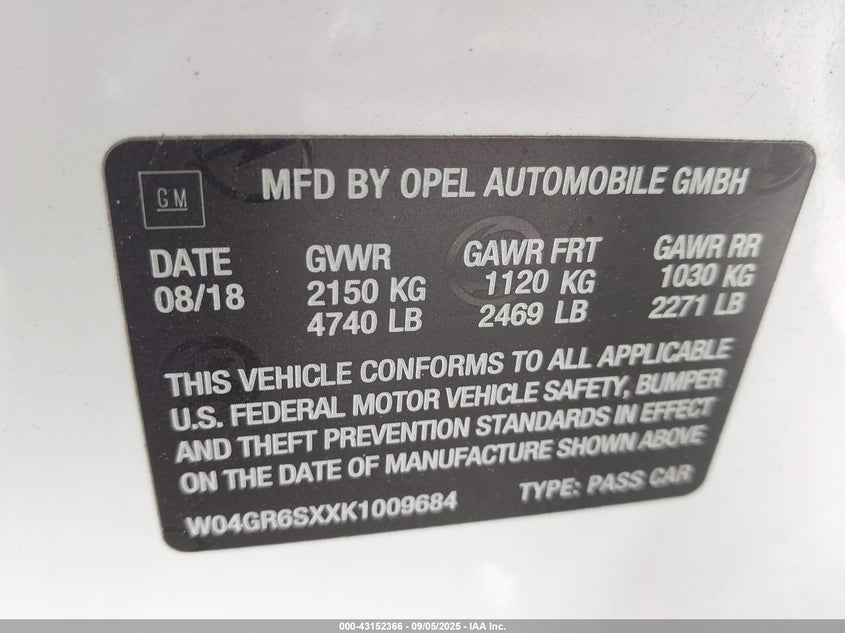 GM
MFD BY OPEL AUTOMOBILE GMBH
DATE GVWR GAWR FRT GAWR RR
08/18 2150 KG 1120 KG 1030 KG
4740 LB 2469 LB 2271 LB
THIS VEHICLE CONFORMS TO ALL APPLICABLE
U.S. FEDERAL MOTOR VEHICLE SAFETY, BUMPER
AND THEFT PREVENTION STANDARDS IN EFFECT
ON THE DATE OF MANUFACTURE SHOWN ABOVE
W04GR6SXXK1009684 TYPE: PASS CAR
000-43152366 - 09/05/2025 - IAA Inc.